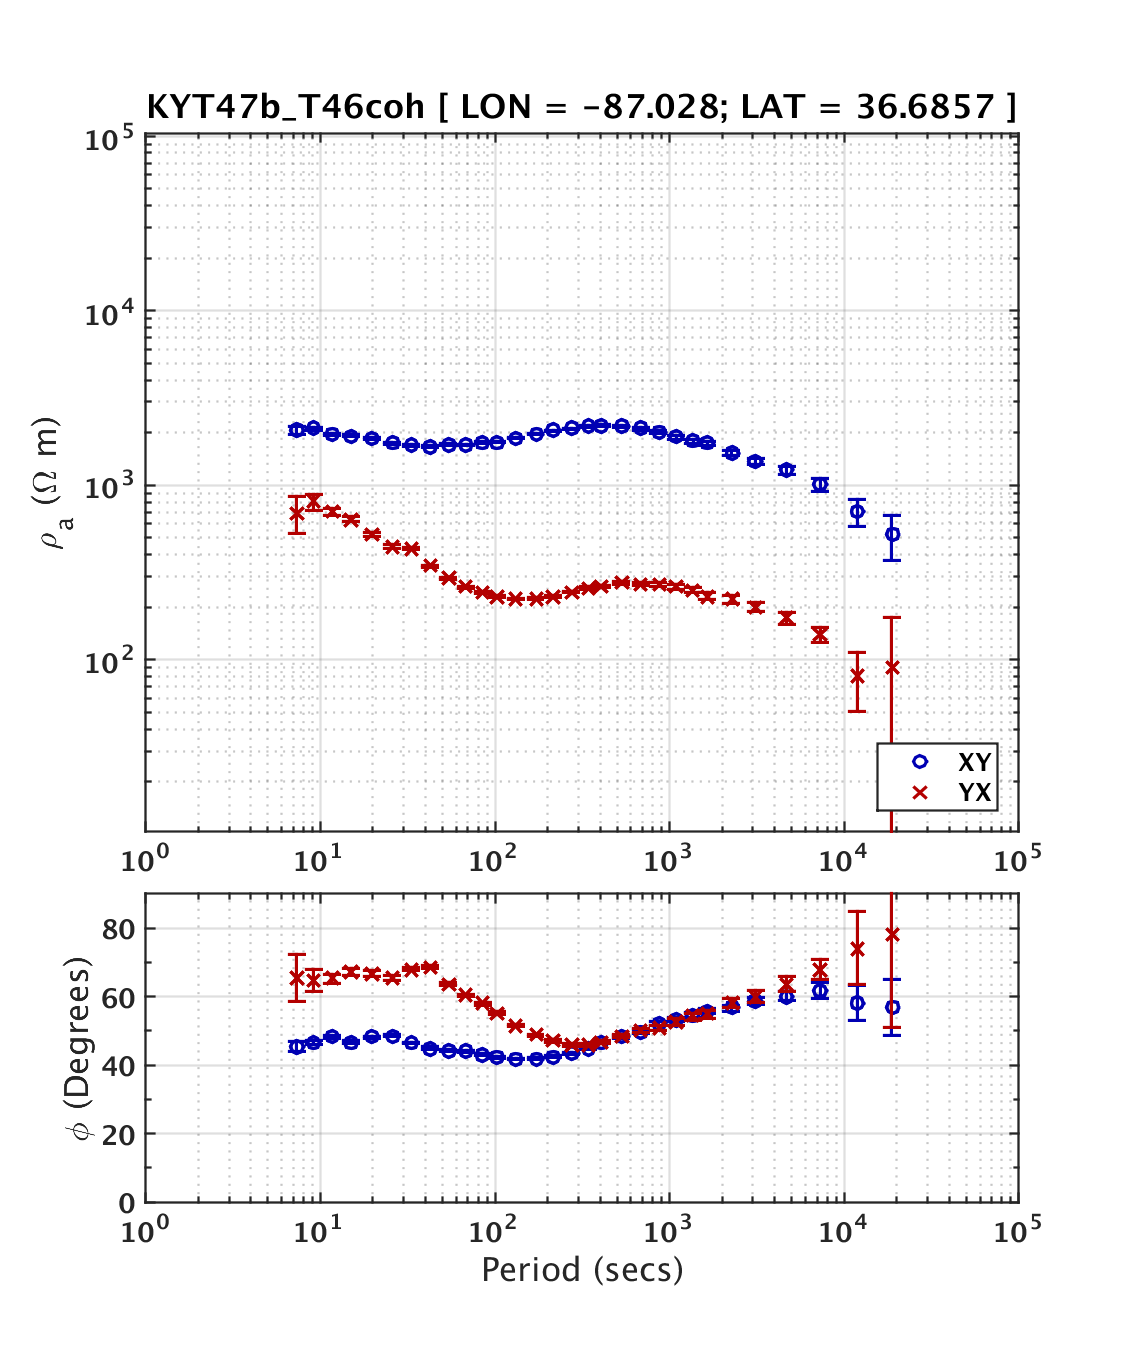 KYT47b_T46coh [ LON = -87.028; LAT = 36.6857 ]
10^5
10^4
10^3
10^2
ρ_a (Ω m)
XY
YX
10^0 10^1 10^2 10^3 10^4 10^5
80
60
40
20
0
ϕ (Degrees)
10^0 10^1 10^2 10^3 10^4 10^5
Period (secs)